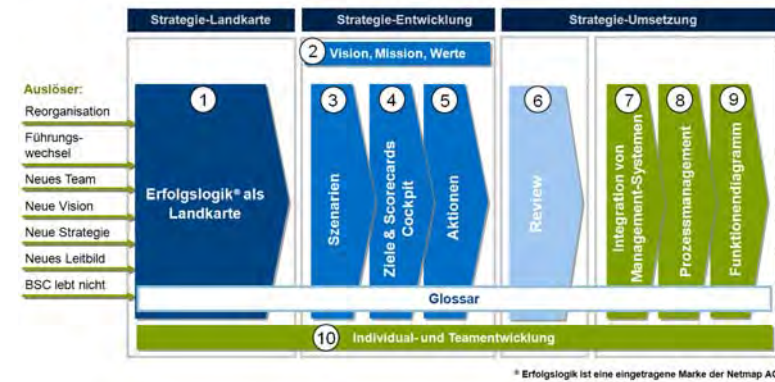 Strategie-Landkarte
Strategie-Entwicklung
Strategie-Umsetzung
2 Vision, Mission, Werte
Auslöser:
Reorganisation
Führungs-
wechsel
Neues Team
Neue Vision
Neue Strategie
Neues Leitbild
BSC lebt nicht
1
Erfolgslogik® als
Landkarte
3
Szenarien
4
Ziele & Scorecards
Cockpit
5
Aktionen
6
Review
7
Integration von
Management-Systemen
8
Prozessmanagement
9
Funktionendiagramm
Glossar
10 Individual- und Teamentwicklung
® Erfolgslogik ist eine eingetragene Marke der Netmap AG